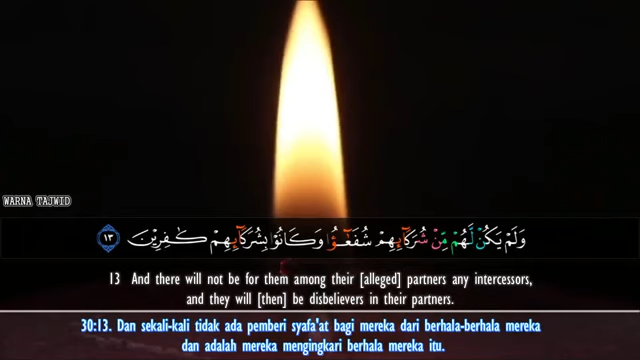 WARNA TAJWID
وَلَمْ يَكُن لَّهُم مِّن شُرَكَآئِهِمْ شُفَعَٰٓؤُا۟ وَكَانُوا۟ بِشُرَكَآئِهِمْ كَٰفِرِينَ ١٣
13 And there will not be for them among their [alleged] partners any intercessors,
and they will [then] be disbelievers in their partners.
30:13. Dan sekali-kali tidak ada pemberi syafa'at bagi mereka dari berhala-berhala mereka
dan adalah mereka mengingkari berhala mereka itu.